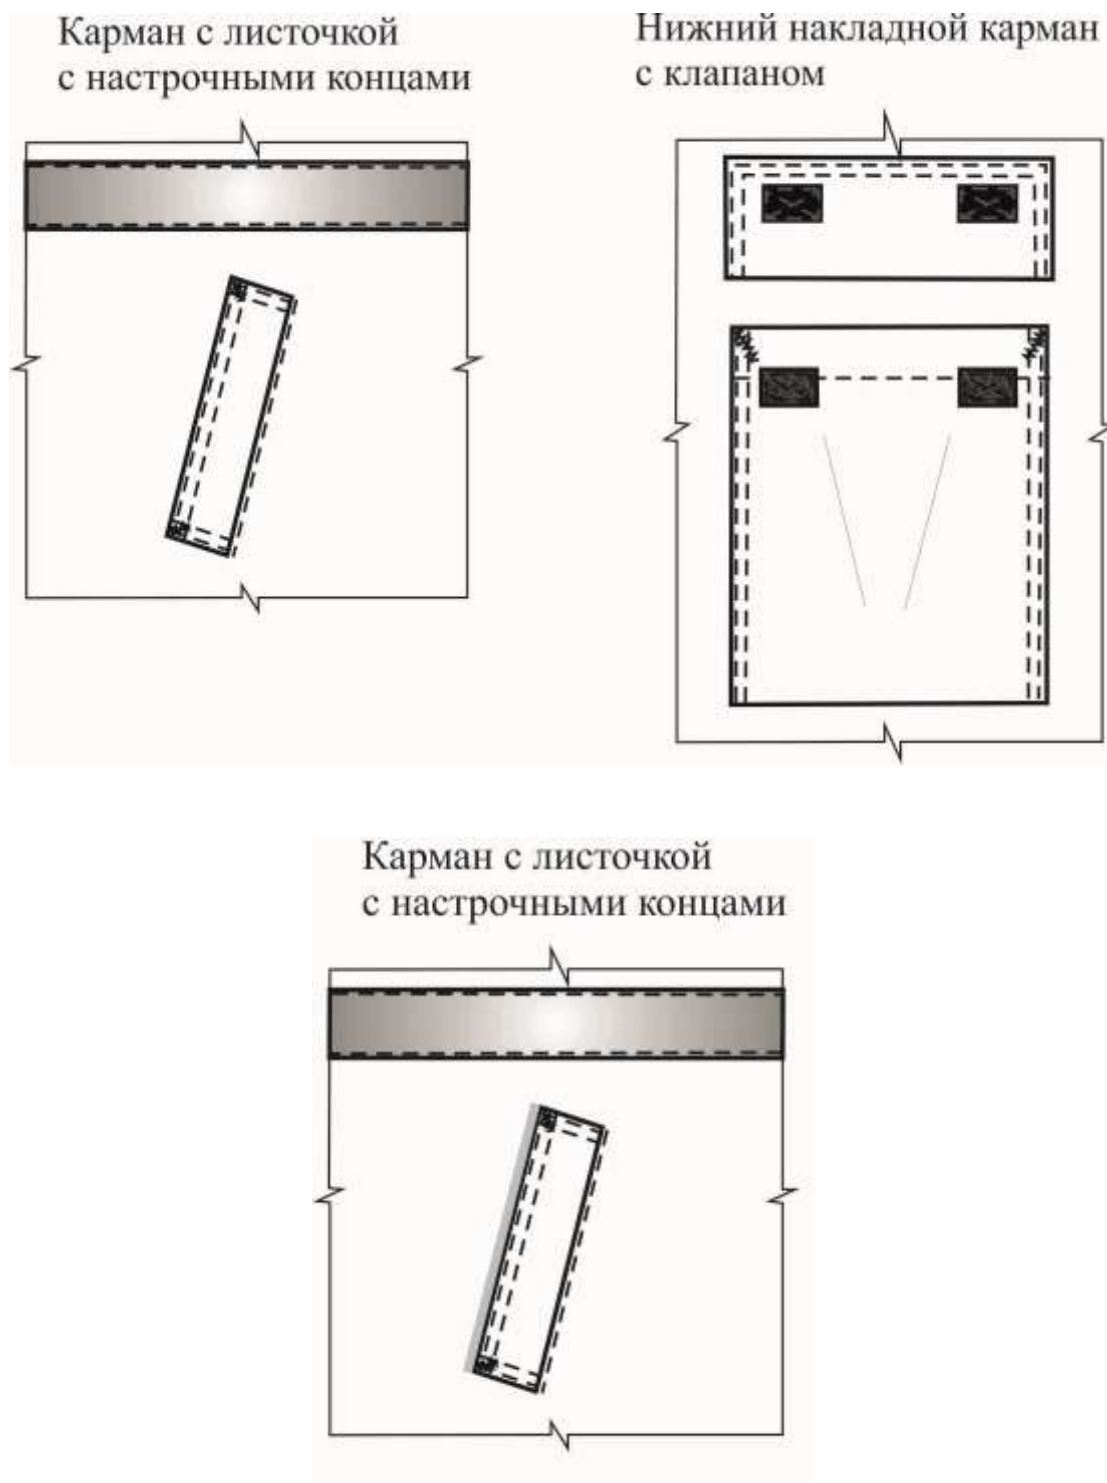 Карман с листочкой
с настрочными концами
Нижний накладной карман
с клапаном
Карман с листочкой
с настрочными концами